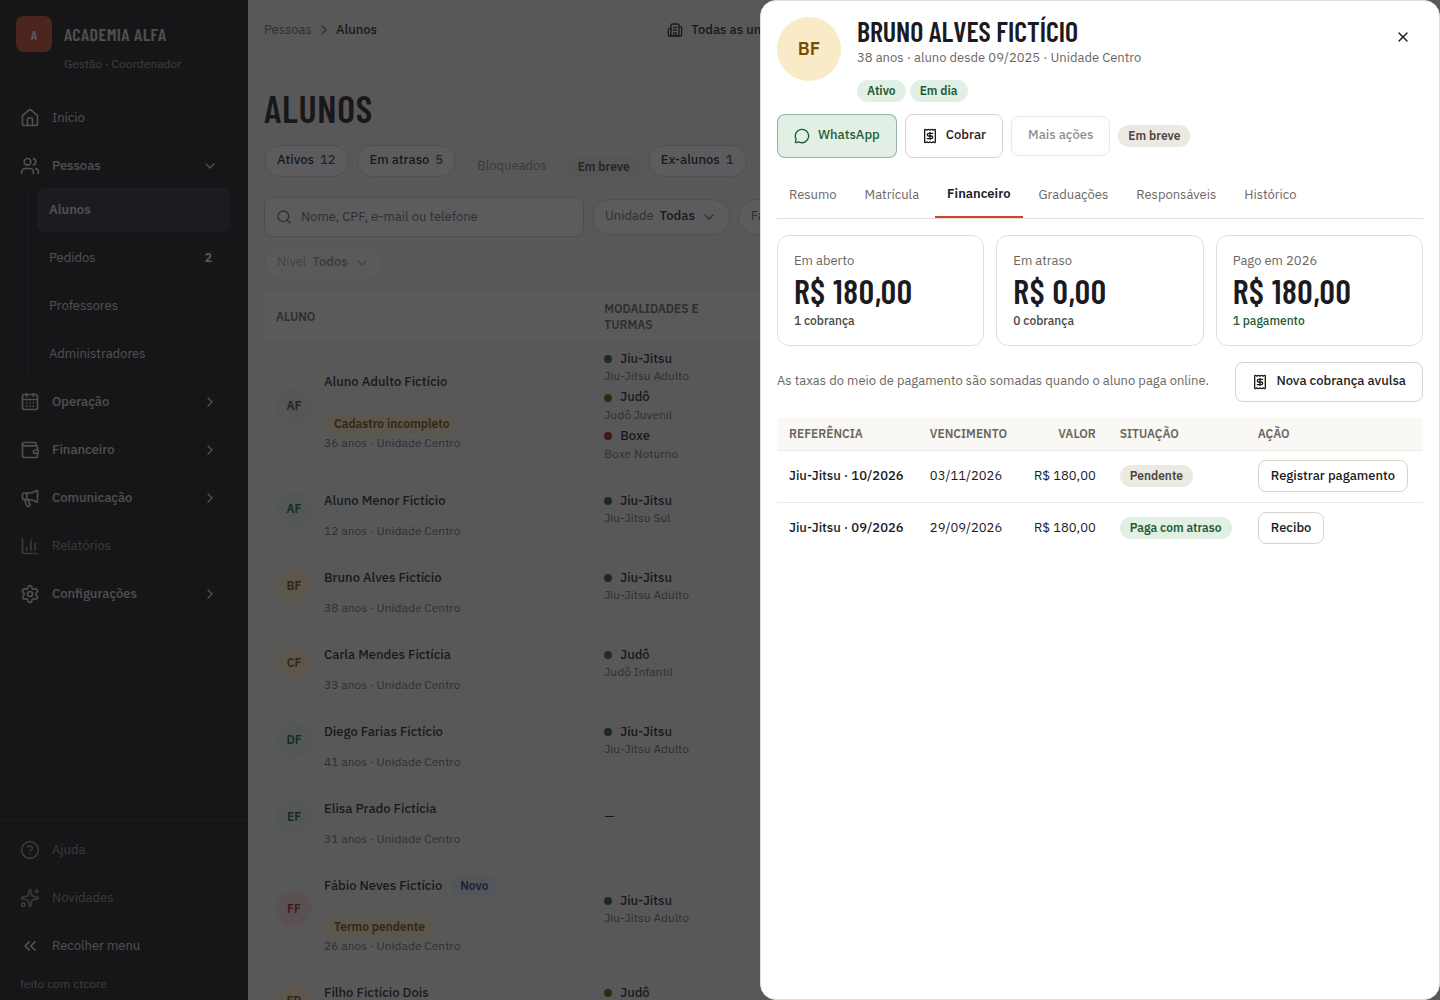 A
ACADEMIA ALFA
Gestão · Coordenador
Início
Pessoas
Alunos
Pedidos 2
Professores
Administradores
Operação
Financeiro
Comunicação
Relatórios
Configurações
Ajuda
Novidades
Recolher menu
feito com ctcore
Pessoas > Alunos
Todas as un
ALUNOS
Ativos 12
Em atraso 5
Bloqueados
Em breve
Ex-alunos 1
Nome, CPF, e-mail ou telefone
Unidade Todas
Nível Todos
ALUNO
MODALIDADES E
TURMAS
AF
Aluno Adulto Fictício
Cadastro incompleto
36 anos · Unidade Centro
Jiu-Jitsu
Jiu-Jitsu Adulto
Judô
Judô Juvenil
Boxe
Boxe Noturno
AF
Aluno Menor Fictício
12 anos · Unidade Centro
Jiu-Jitsu
Jiu-Jitsu Sul
BF
Bruno Alves Fictício
38 anos · Unidade Centro
Jiu-Jitsu
Jiu-Jitsu Adulto
CF
Carla Mendes Fictícia
33 anos · Unidade Centro
Judô
Judô Infantil
DF
Diego Farias Fictício
41 anos · Unidade Centro
Jiu-Jitsu
Jiu-Jitsu Adulto
EF
Elisa Prado Fictícia
31 anos · Unidade Centro
—
FF
Fábio Neves Fictício Novo
Termo pendente
26 anos · Unidade Centro
Jiu-Jitsu
Jiu-Jitsu Adulto
Filho Fictício Dois
Judô
BF
BRUNO ALVES FICTÍCIO
38 anos · aluno desde 09/2025 · Unidade Centro
Ativo
Em dia
WhatsApp
Cobrar
Mais ações
Em breve
Resumo
Matrícula
Financeiro
Graduações
Responsáveis
Histórico
Em aberto
R$ 180,00
1 cobrança
Em atraso
R$ 0,00
0 cobrança
Pago em 2026
R$ 180,00
1 pagamento
As taxas do meio de pagamento são somadas quando o aluno paga online.
Nova cobrança avulsa
REFERÊNCIA VENCIMENTO VALOR SITUAÇÃO AÇÃO
Jiu-Jitsu · 10/2026 03/11/2026 R$ 180,00 Pendente Registrar pagamento
Jiu-Jitsu · 09/2026 29/09/2026 R$ 180,00 Paga com atraso Recibo